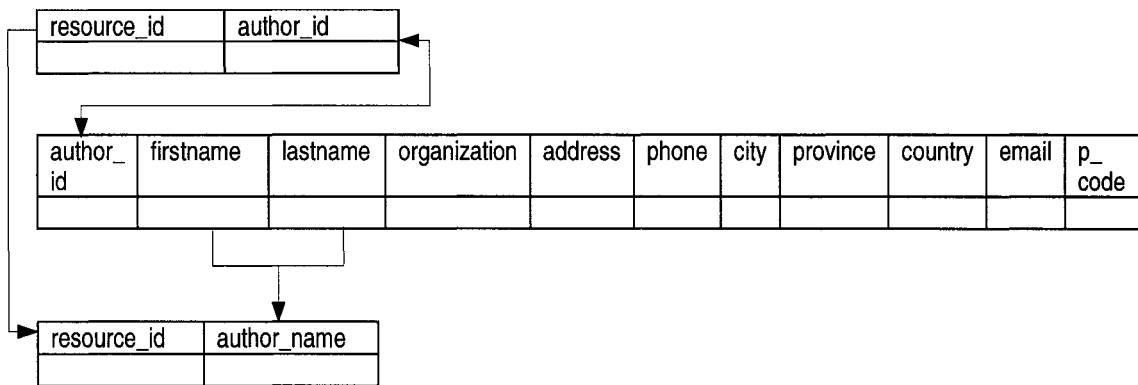 resource_id author_id
author_ firstname lastname organization address phone city province country email p_
id code
resource_id author_name